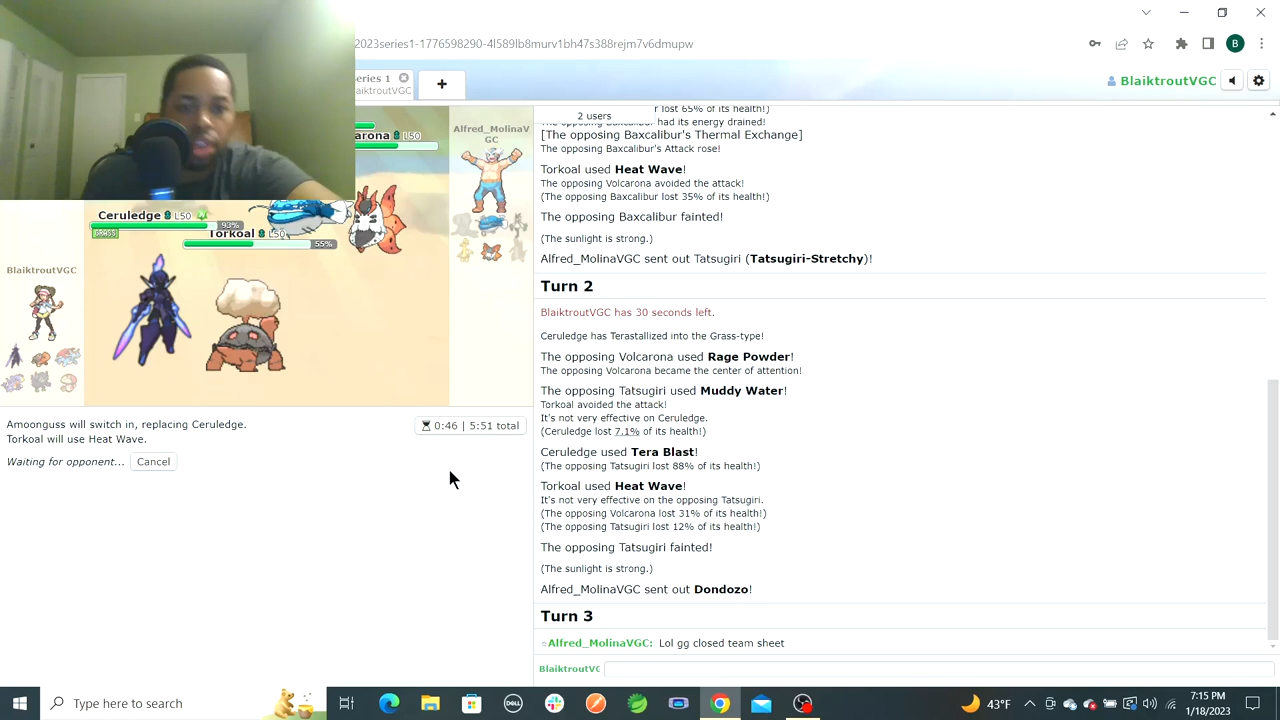 2023series1-1776598290-4l589lb8murv1bh47s388rejm7v6dmupw
B
eries 1
laiktroutVGC
+
BlaiktroutVGC
arona L50
Alfred_MolinaV
GC
Ceruledge L50
93%
GRASS
Torkoal L50
55%
BlaiktroutVGC
Amoonguss will switch in, replacing Ceruledge.
Torkoal will use Heat Wave.
Waiting for opponent... Cancel
0:46 | 5:51 total
r lost 65% of its health!)
2 users
had its energy drained!
[The opposing Baxcalibur's Thermal Exchange]
The opposing Baxcalibur's Attack rose!
Torkoal used Heat Wave!
The opposing Volcarona avoided the attack!
(The opposing Baxcalibur lost 35% of its health!)
The opposing Baxcalibur fainted!
(The sunlight is strong.)
Alfred_MolinaVGC sent out Tatsugiri (Tatsugiri-Stretchy)!
Turn 2
BlaiktroutVGC has 30 seconds left.
Ceruledge has Terastallized into the Grass-type!
The opposing Volcarona used Rage Powder!
The opposing Volcarona became the center of attention!
The opposing Tatsugiri used Muddy Water!
Torkoal avoided the attack!
It's not very effective on Ceruledge.
(Ceruledge lost 7.1% of its health!)
Ceruledge used Tera Blast!
(The opposing Tatsugiri lost 88% of its health!)
Torkoal used Heat Wave!
It's not very effective on the opposing Tatsugiri.
(The opposing Volcarona lost 31% of its health!)
(The opposing Tatsugiri lost 12% of its health!)
The opposing Tatsugiri fainted!
(The sunlight is strong.)
Alfred_MolinaVGC sent out Dondozo!
Turn 3
☆Alfred_MolinaVGC: Lol gg closed team sheet
BlaiktroutVC
Type here to search
DELL
43°F
7:15 PM
1/18/2023